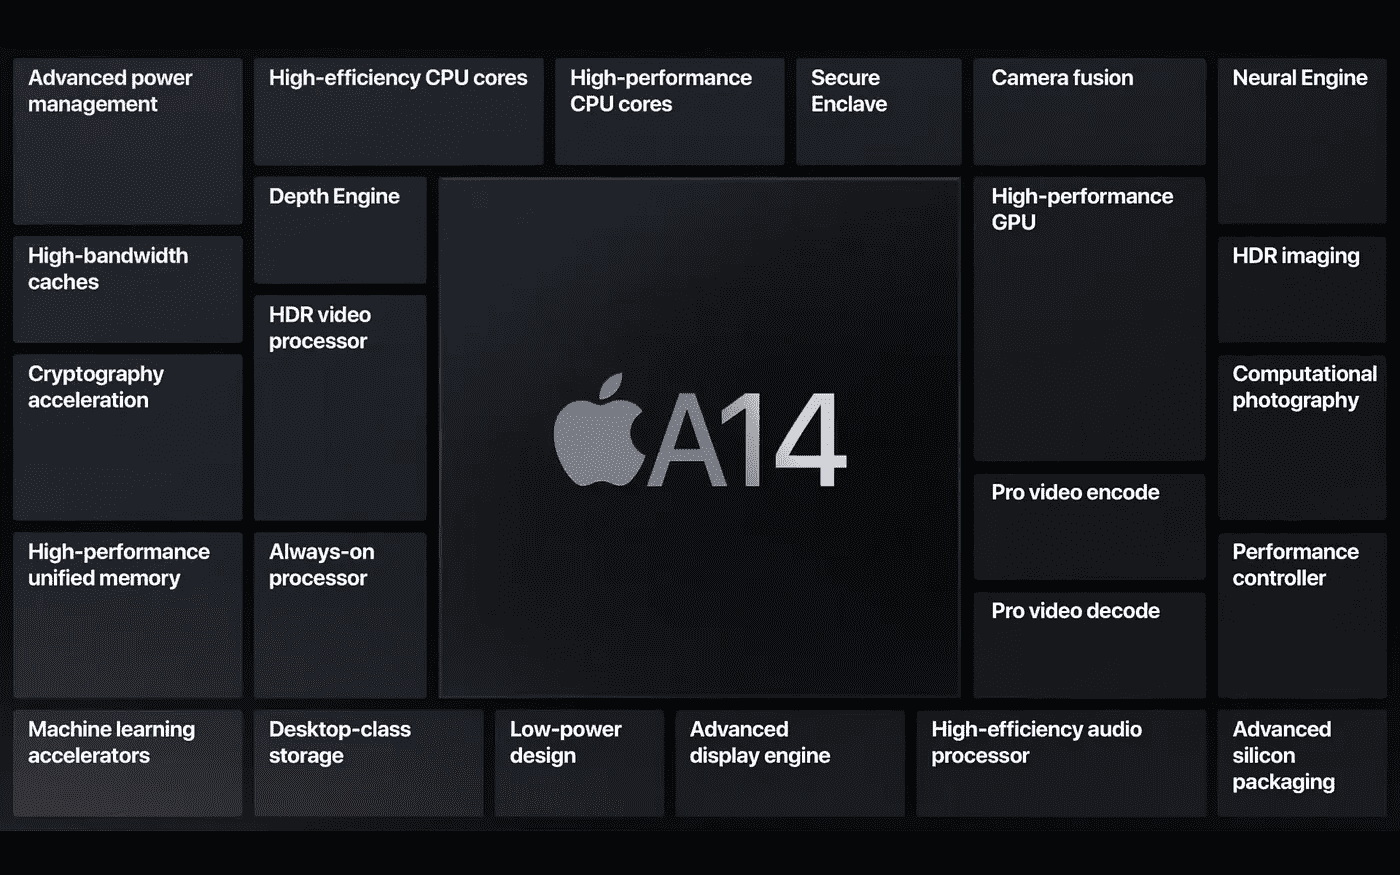 Advanced power
management
High-efficiency CPU cores
High-performance
CPU cores
Secure
Enclave
Camera fusion
Neural Engine
Depth Engine
High-performance
GPU
High-bandwidth
caches
HDR imaging
HDR video
processor
Cryptography
acceleration
Computational
photography
A14
Pro video encode
High-performance
unified memory
Always-on
processor
Performance
controller
Pro video decode
Machine learning
accelerators
Desktop-class
storage
Low-power
design
Advanced
display engine
High-efficiency audio
processor
Advanced
silicon
packaging